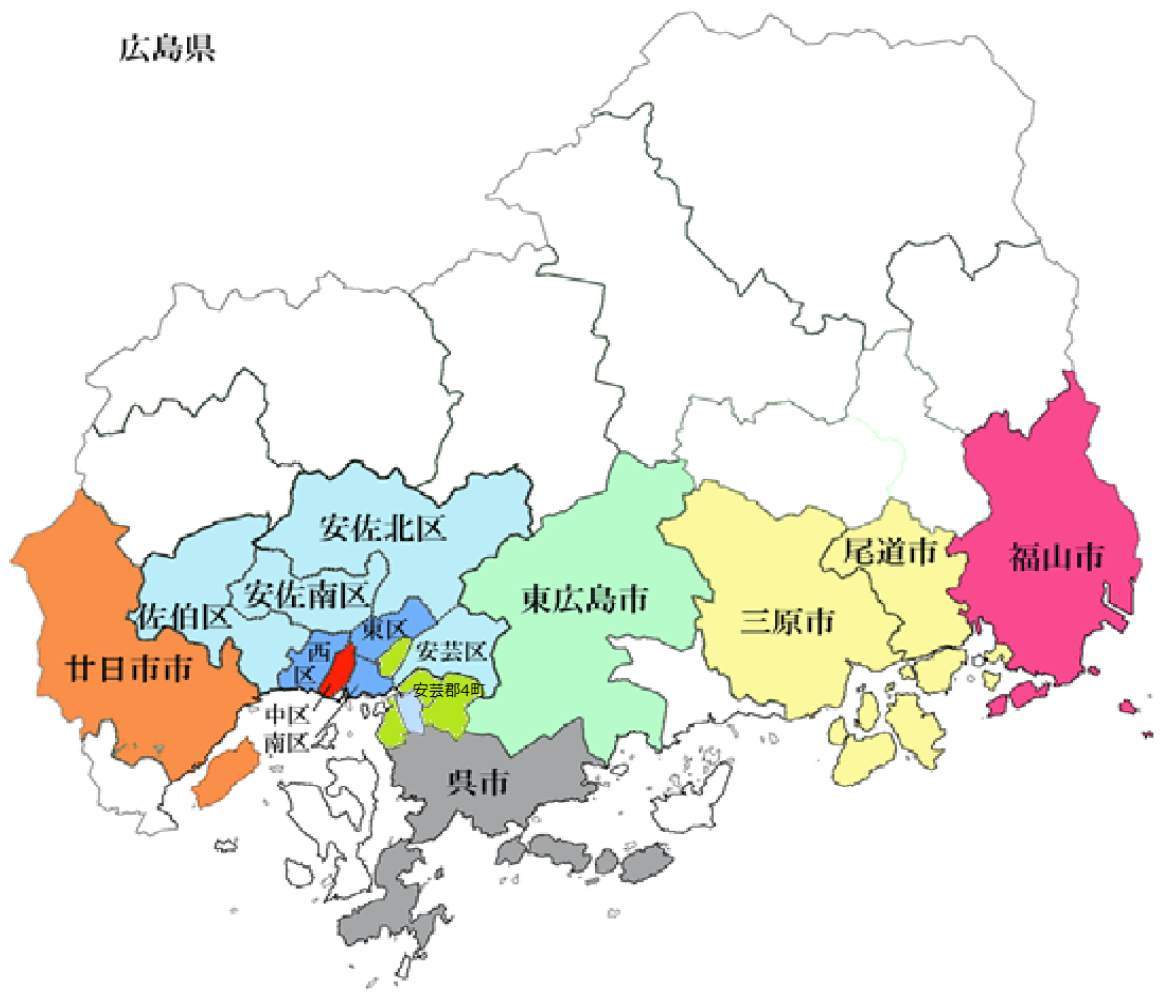 広島県
安佐北区
尾道市
福山市
安佐南区
東広島市
佐伯区
三原市
東区
西
区
安芸区
廿日市市
安芸郡4町
中区
南区
呉市